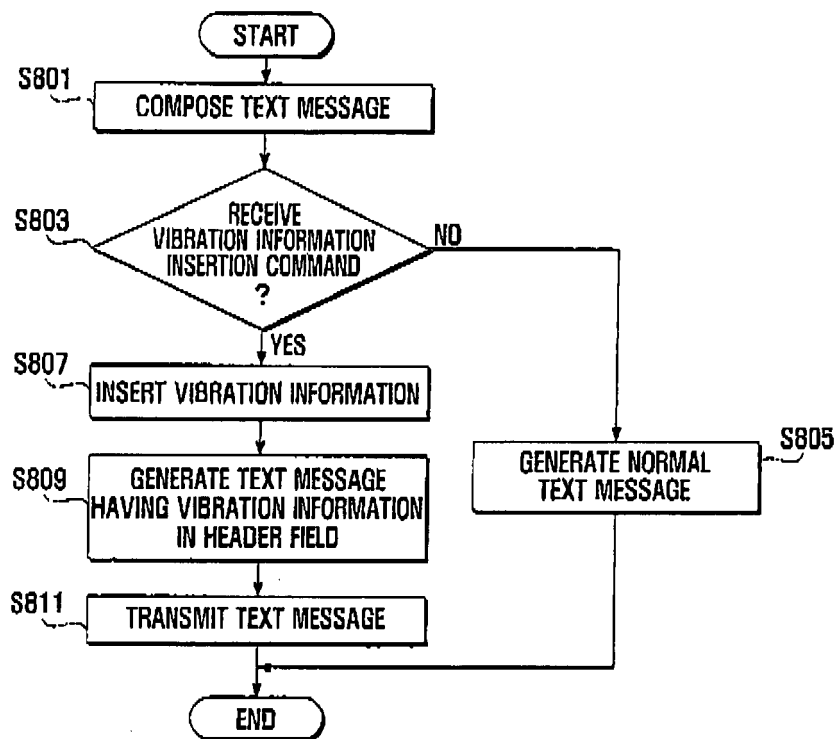 START
S801
COMPOSE TEXT MESSAGE
S803
RECEIVE
VIBRATION INFORMATION
INSERTION COMMAND
?
NO
YES
S807
INSERT VIBRATION INFORMATION
S805
GENERATE NORMAL
TEXT MESSAGE
S809
GENERATE TEXT MESSAGE
HAVING VIBRATION INFORMATION
IN HEADER FIELD
S811
TRANSMIT TEXT MESSAGE
END